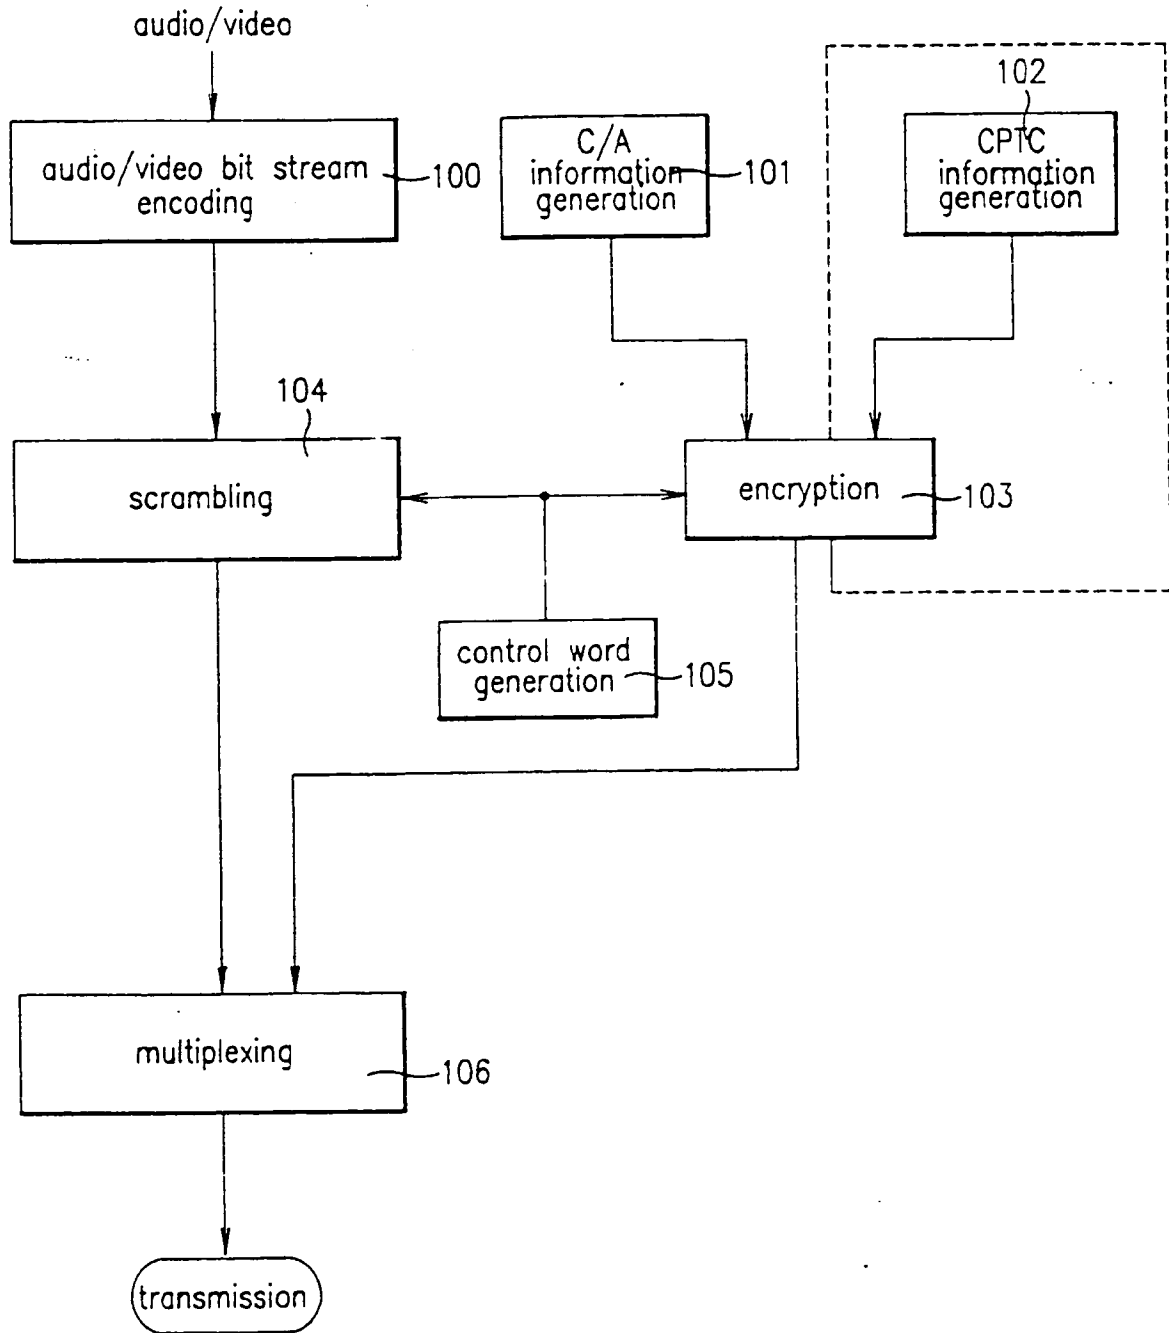 audio/video
audio/video bit stream
encoding
100
C/A
information
generation
101
102
CPTC
information
generation
104
scrambling
encryption
103
control word
generation
105
multiplexing
106
transmission